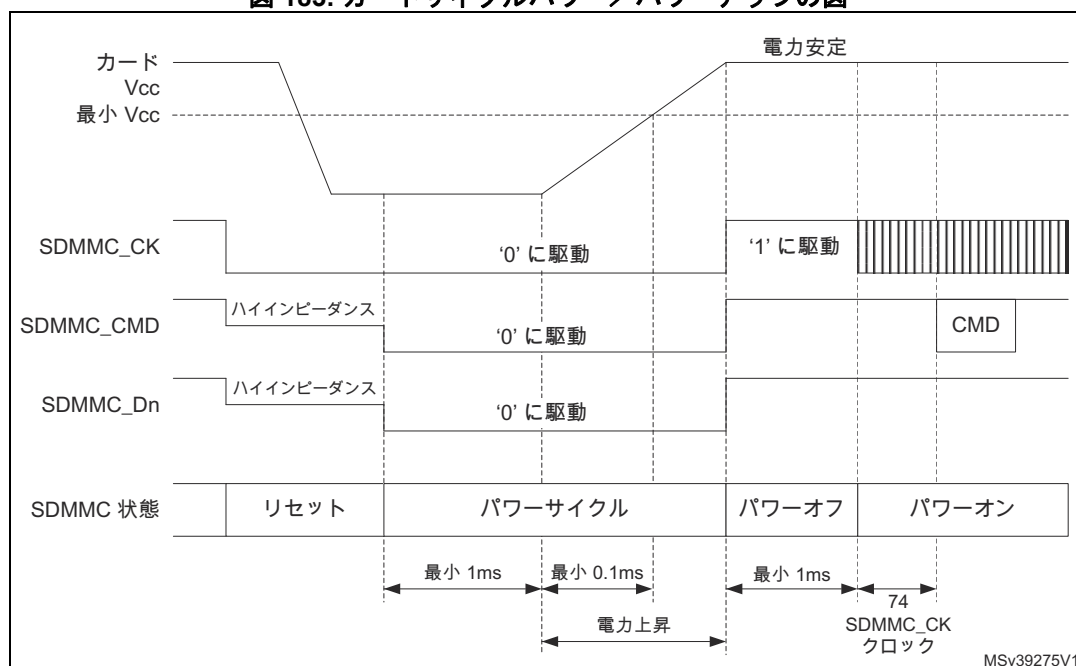 カード
Vcc
最小 Vcc
電力安定
SDMMC_CK
‘0’ に駆動
‘1’ に駆動
SDMMC_CMD
ハイインピーダンス
‘0’ に駆動
CMD
SDMMC_Dn
ハイインピーダンス
‘0’ に駆動
SDMMC 状態
リセット
パワーサイクル
パワーオフ
パワーオン
最小 1ms
最小 0.1ms
最小 1ms
74
SDMMC_CK
クロック
電力上昇
MSv39275V1